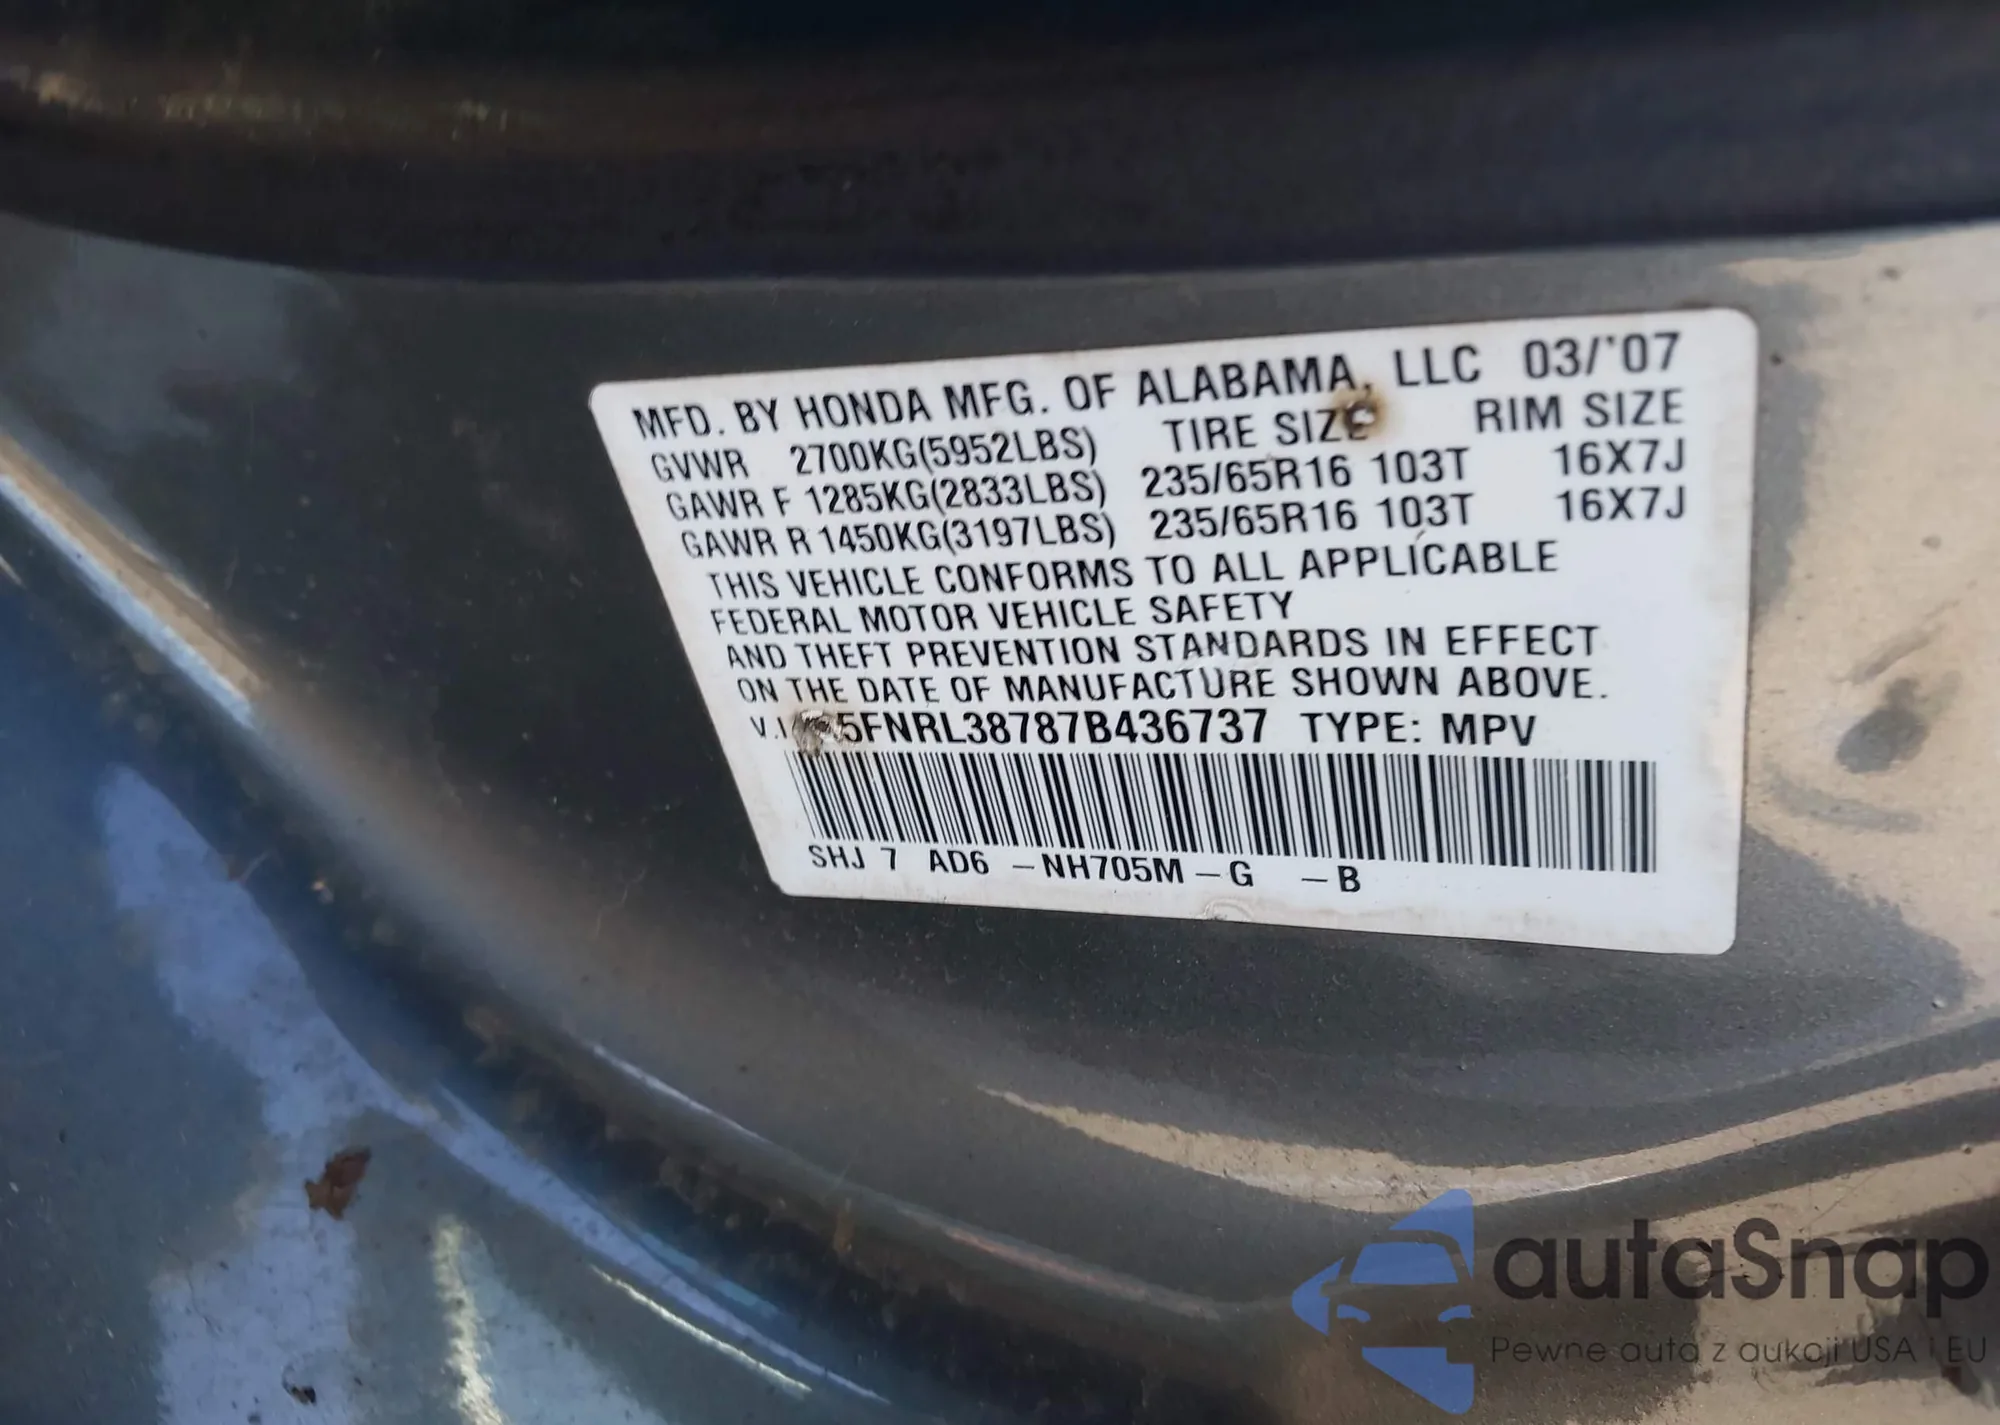 MFD. BY HONDA MFG. OF ALABAMA, LLC 03/'07
GVWR 2700KG(5952LBS) TIRE SIZE RIM SIZE
GAWR F 1285KG(2833LBS) 235/65R16 103T 16X7J
GAWR R 1450KG(3197LBS) 235/65R16 103T 16X7J
THIS VEHICLE CONFORMS TO ALL APPLICABLE
FEDERAL MOTOR VEHICLE SAFETY
AND THEFT PREVENTION STANDARDS IN EFFECT
ON THE DATE OF MANUFACTURE SHOWN ABOVE.
5FNRL38787B436737 TYPE: MPV
SHJ 7 AD6 -NH705M-G -B
autaSnap
Pewne auta z aukcji USA i EU